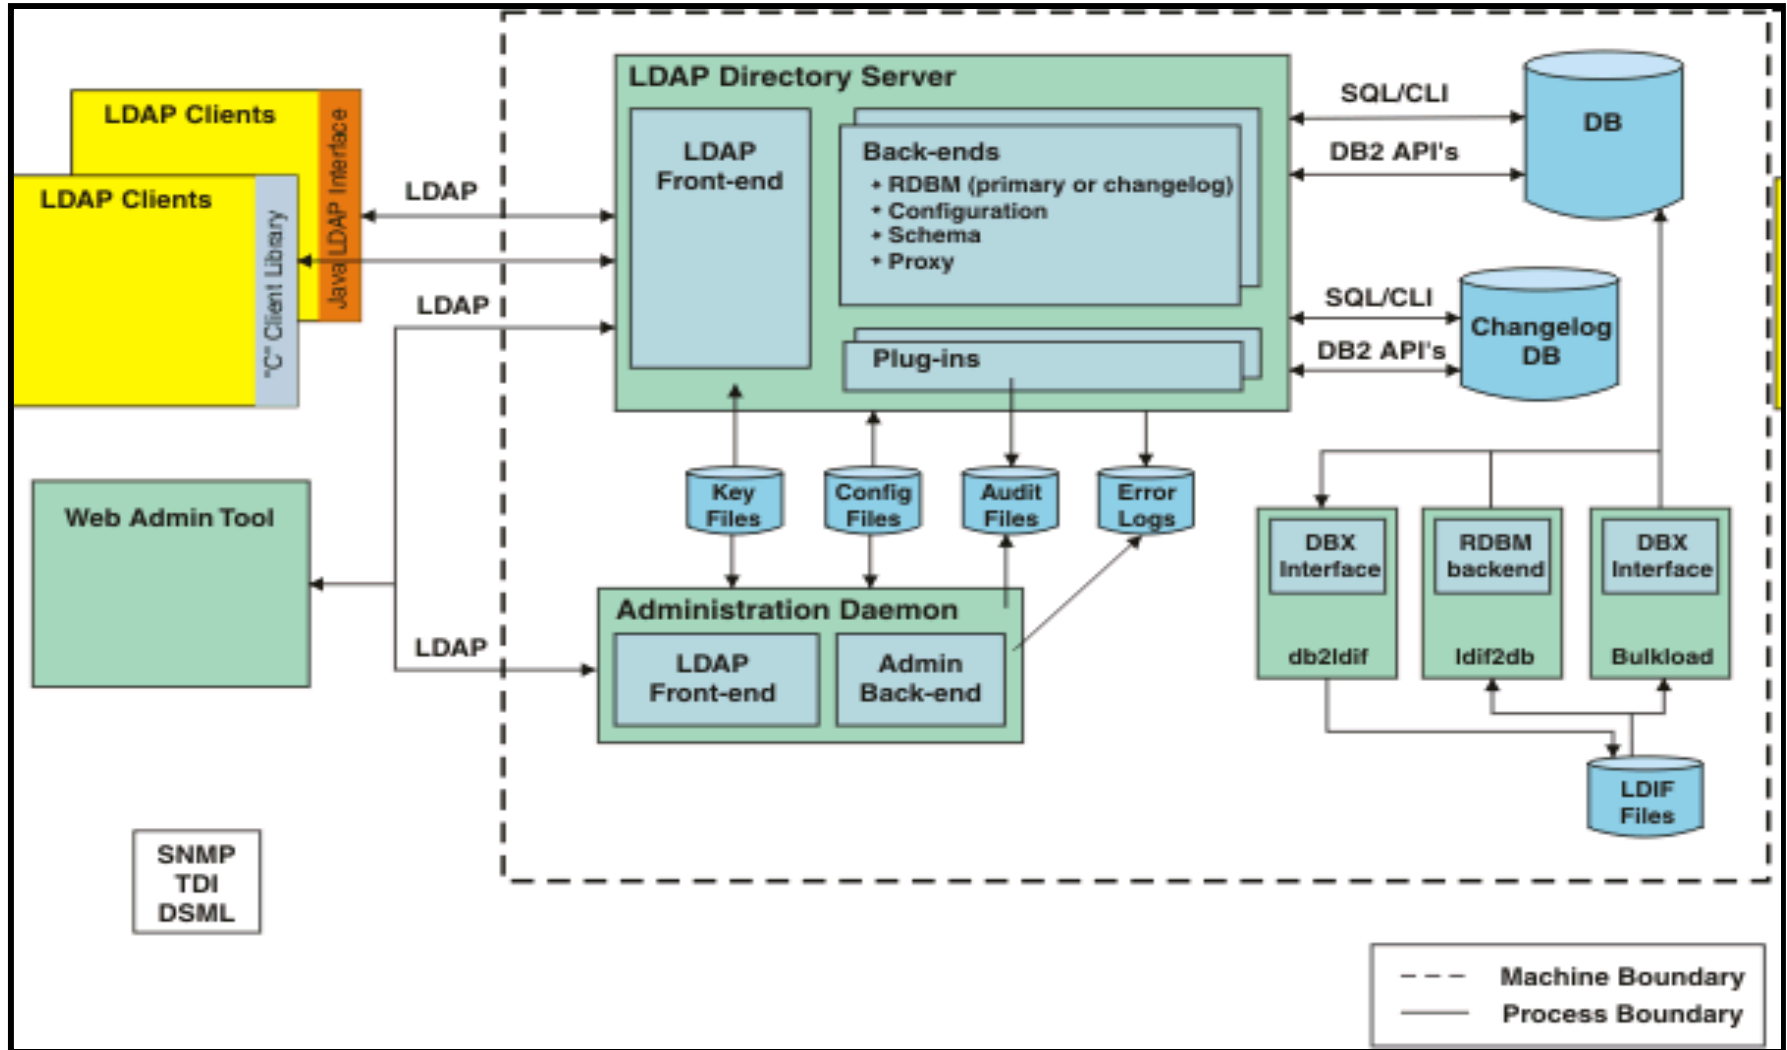 LDAP Clients
Java LDAP Interface
LDAP Clients
"C" Client Library
LDAP
LDAP
LDAP
Web Admin Tool
SNMP
TDI
DSML
LDAP Directory Server
LDAP
Front-end
Back-ends
• RDBM (primary or changelog)
• Configuration
• Schema
• Proxy
Plug-ins
SQL/CLI
DB2 API's
DB
SQL/CLI
DB2 API's
Changelog
DB
Key
Files
Config
Files
Audit
Files
Error
Logs
Administration Daemon
LDAP
Front-end
Admin
Back-end
DBX
Interface
db2ldif
RDBM
backend
ldif2db
DBX
Interface
Bulkload
LDIF
Files
Machine Boundary
Process Boundary